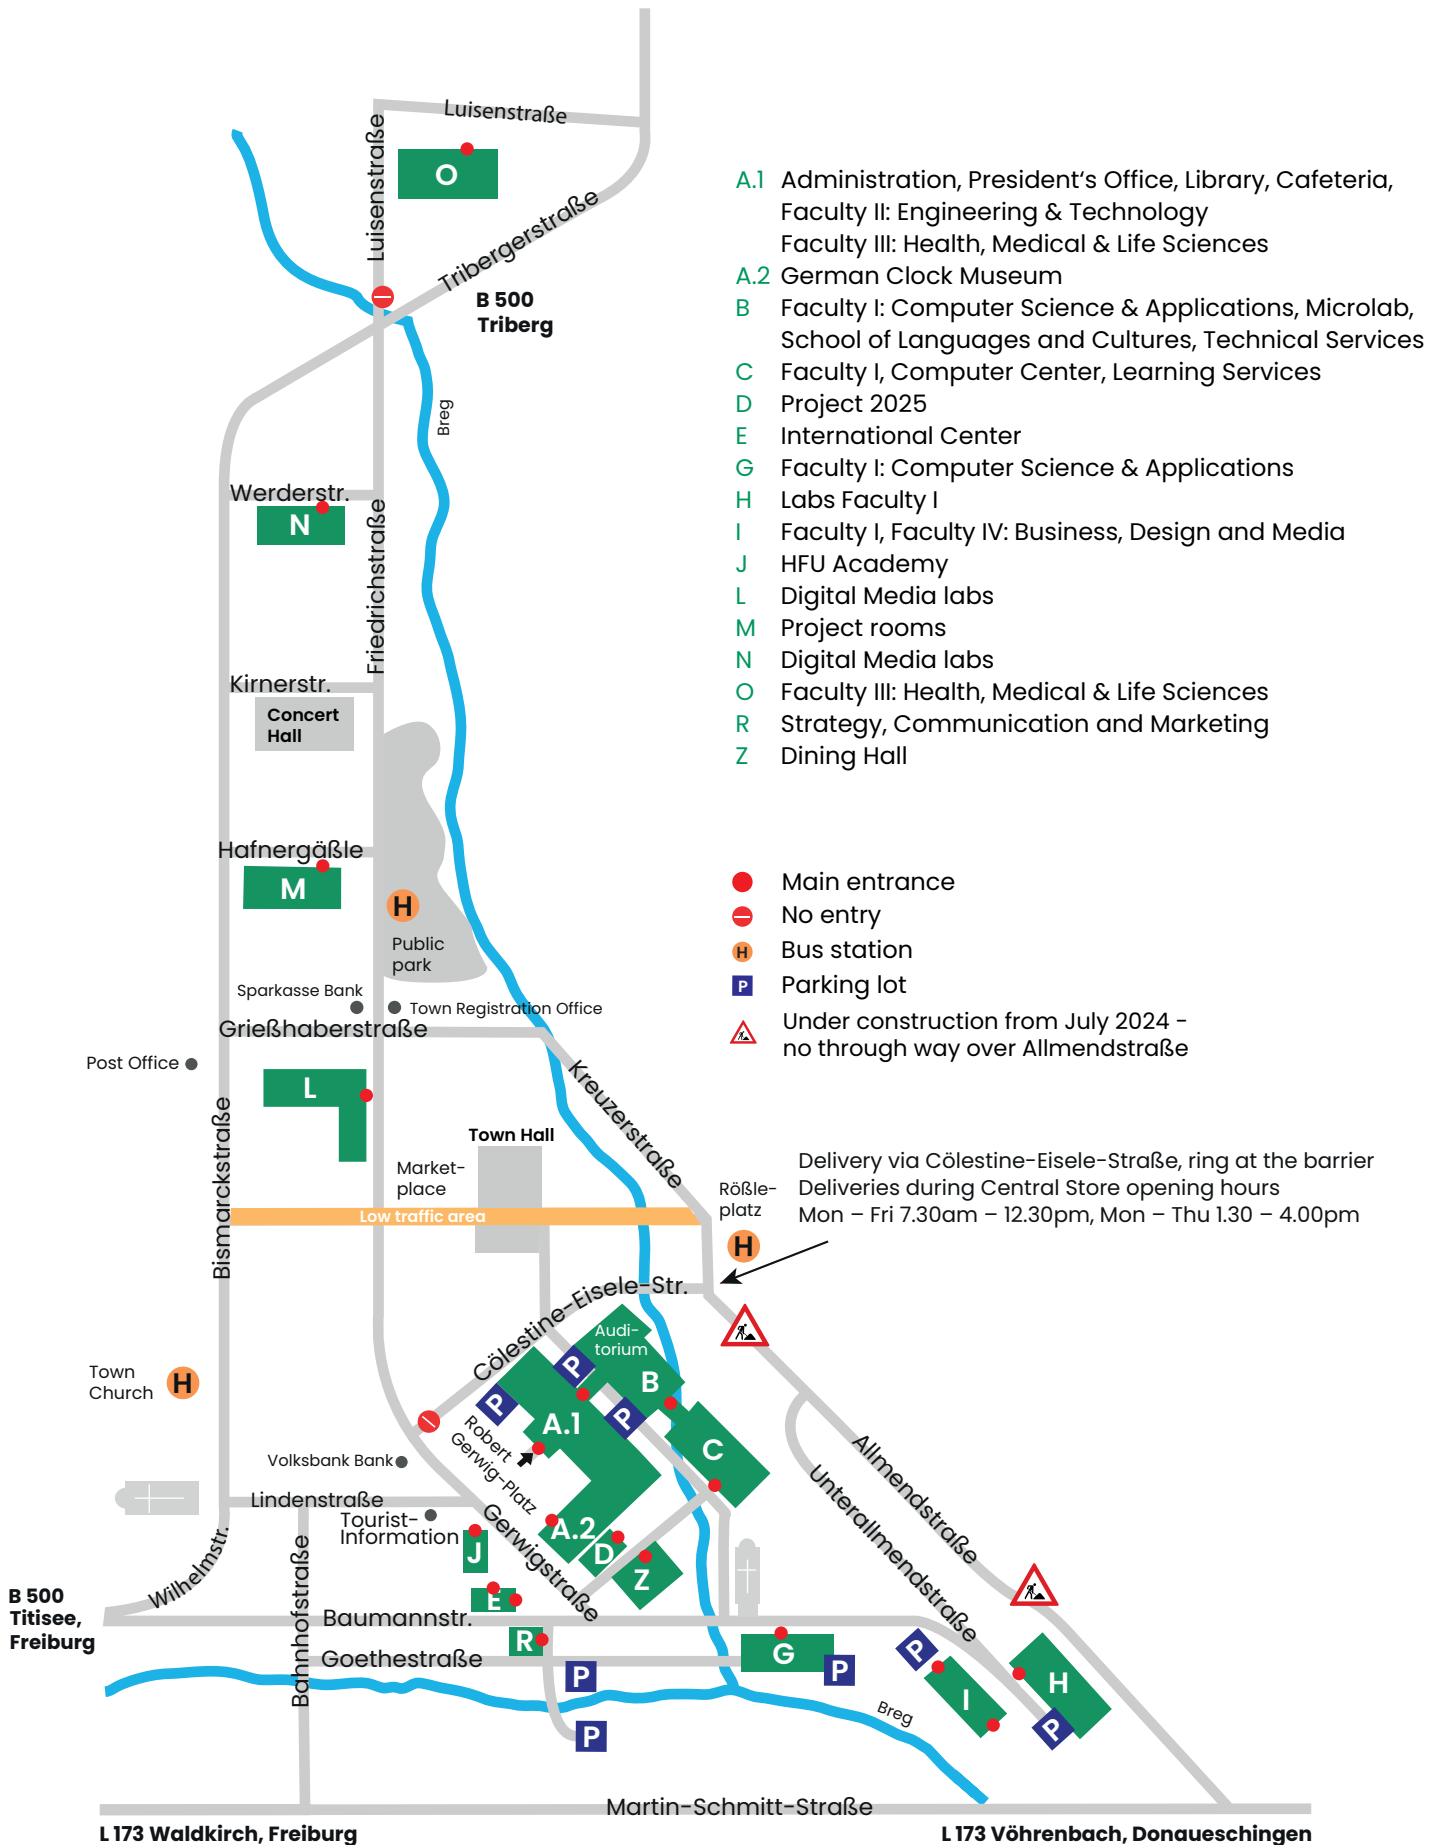 Luisenstraße
Luisenstraße
O
Tribergerstraße
B 500
Triberg
Breg
Werderstr.
N
Friedrichstraße
Kirnerstr.
Concert
Hall
Hafnergäßle
M
H
Public
park
Sparkasse Bank
Town Registration Office
Grießhaberstraße
Post Office
L
Kreuzerstraße
Bismarckstraße
Town Hall
Market-
place
Low traffic area
Rößle-
platz
H
Cölestine-Eisele-Str.
Audi-
torium
Town
Church
H
P
P
P
B
A.1
C
Robert
Gerwig-Platz
Volksbank Bank
Lindenstraße
Tourist-
Information
A.2
D
Z
J
E
Gerwigstraße
Allmendstraße
Unterallmendstraße
Wilhelmstr.
B 500
Titisee,
Freiburg
Bahnhofstraße
Baumannstr.
R
Goethestraße
P
P
G
P
P
I
H
P
Breg
Martin-Schmitt-Straße
L 173 Waldkirch, Freiburg
L 173 Vöhrenbach, Donaueschingen
A.1 Administration, President‘s Office, Library, Cafeteria,
Faculty II: Engineering & Technology
Faculty III: Health, Medical & Life Sciences
A.2 German Clock Museum
B Faculty I: Computer Science & Applications, Microlab,
School of Languages and Cultures, Technical Services
C Faculty I, Computer Center, Learning Services
D Project 2025
E International Center
G Faculty I: Computer Science & Applications
H Labs Faculty I
I Faculty I, Faculty IV: Business, Design and Media
J HFU Academy
L Digital Media labs
M Project rooms
N Digital Media labs
O Faculty III: Health, Medical & Life Sciences
R Strategy, Communication and Marketing
Z Dining Hall
Main entrance
No entry
H Bus station
P Parking lot
Under construction from July 2024 -
no through way over Allmendstraße
Delivery via Cölestine-Eisele-Straße, ring at the barrier
Deliveries during Central Store opening hours
Mon – Fri 7.30am – 12.30pm, Mon – Thu 1.30 – 4.00pm